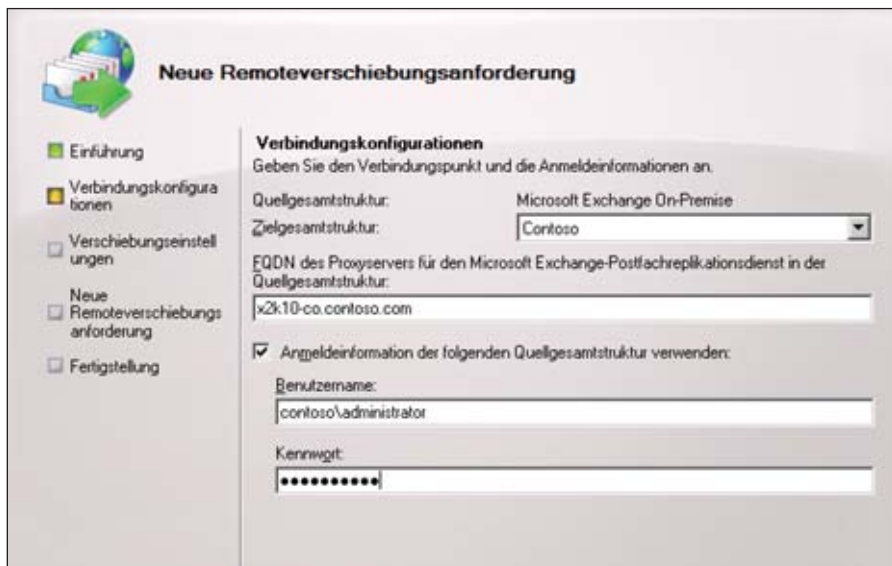 Neue Remoteverschiebungsanforderung
Einführung
Verbindungskonfigura
tionen
Verschiebungseinstell
ungen
Neue
Remoteverschiebungs
anforderung
Fertigstellung
Verbindungskonfigurationen
Geben Sie den Verbindungspunkt und die Anmeldeinformationen an.
Quellgesamtstruktur: Microsoft Exchange On-Premise
Zielgesamtstruktur: Contoso
FQDN des Proxyservers für den Microsoft Exchange-Postfachreplikationsdienst in der
Quellgesamtstruktur:
x2k10-co.contoso.com
Anmeldeinformation der folgenden Quellgesamtstruktur verwenden:
Benutzername:
contoso\administrator
Kennwort:
●●●●●●●●●●